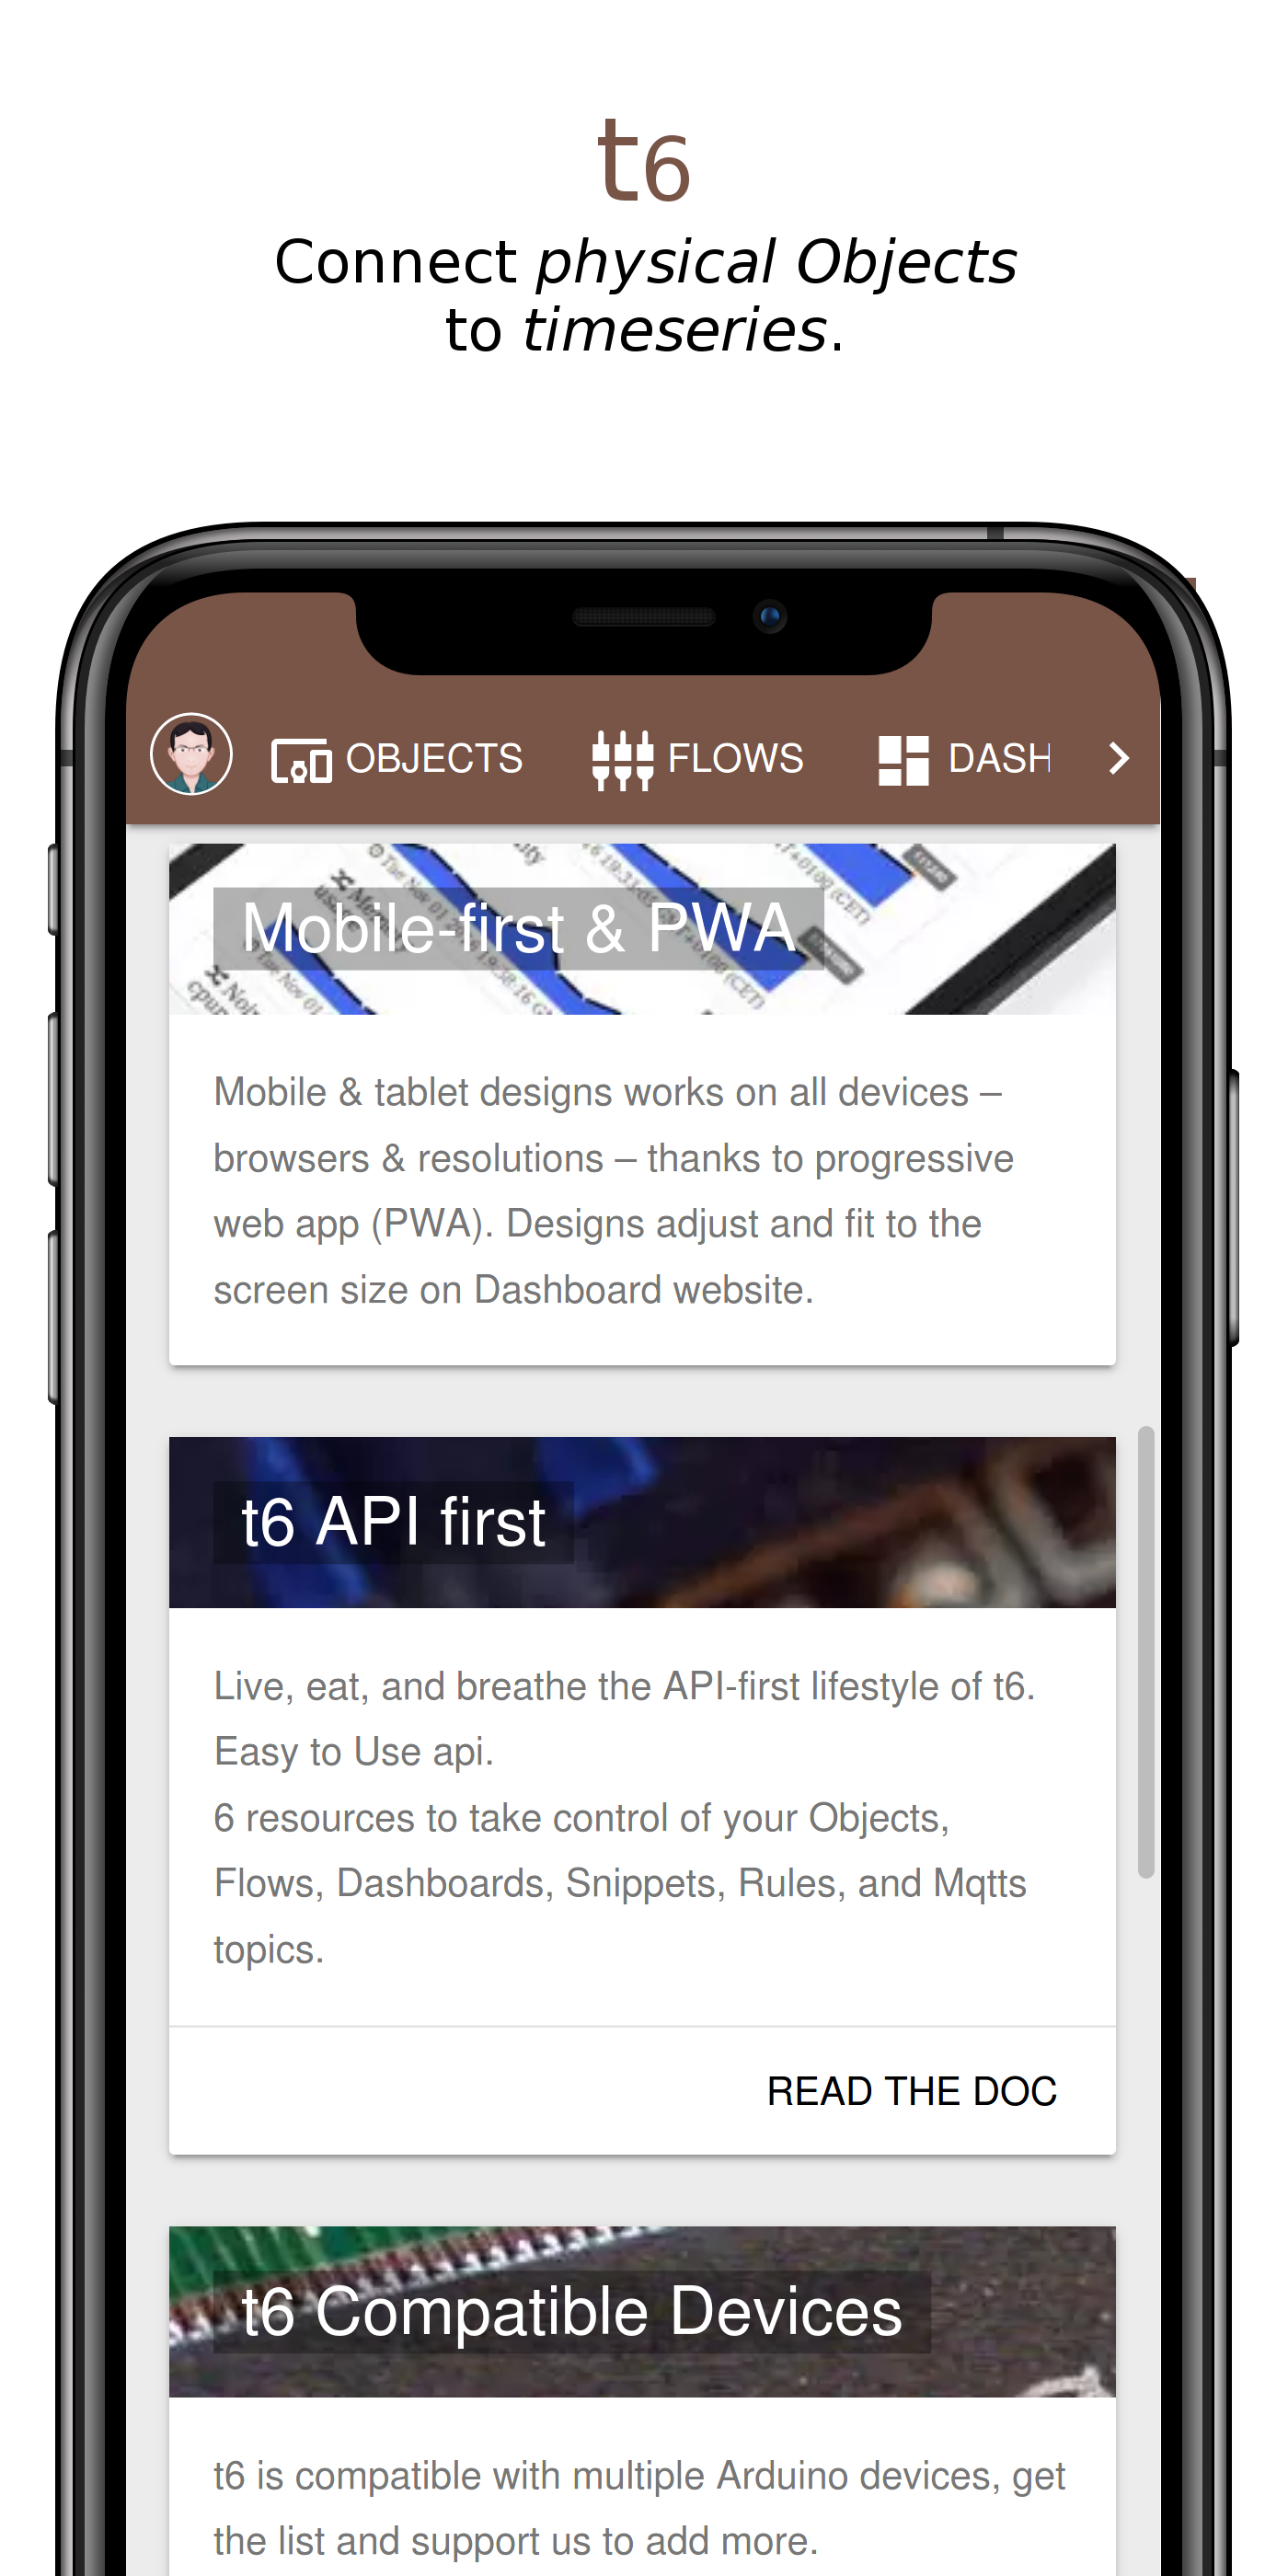 t6
Connect physical Objects
to timeseries.
OBJECTS FLOWS DASH
Mobile-first & PWA
Mobile & tablet designs works on all devices –
browsers & resolutions – thanks to progressive
web app (PWA). Designs adjust and fit to the
screen size on Dashboard website.
t6 API first
Live, eat, and breathe the API-first lifestyle of t6.
Easy to Use api.
6 resources to take control of your Objects,
Flows, Dashboards, Snippets, Rules, and Mqtts
topics.
READ THE DOC
t6 Compatible Devices
t6 is compatible with multiple Arduino devices, get
the list and support us to add more.